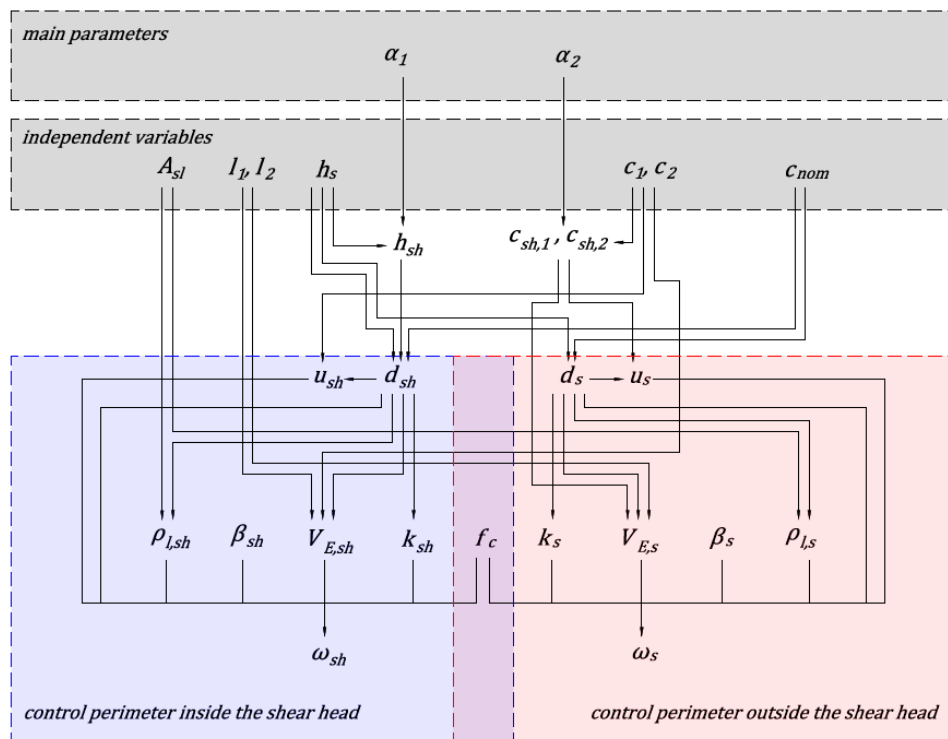 main parameters
α1 α2
independent variables
Asl l1, l2 hs c1, c2 cnom
hsh csh,1 , csh,2
ush dsh ds us
ρl,sh βsh VE,sh ksh fc ks VE,s βs ρl,s
ωsh ωs
control perimeter inside the shear head control perimeter outside the shear head